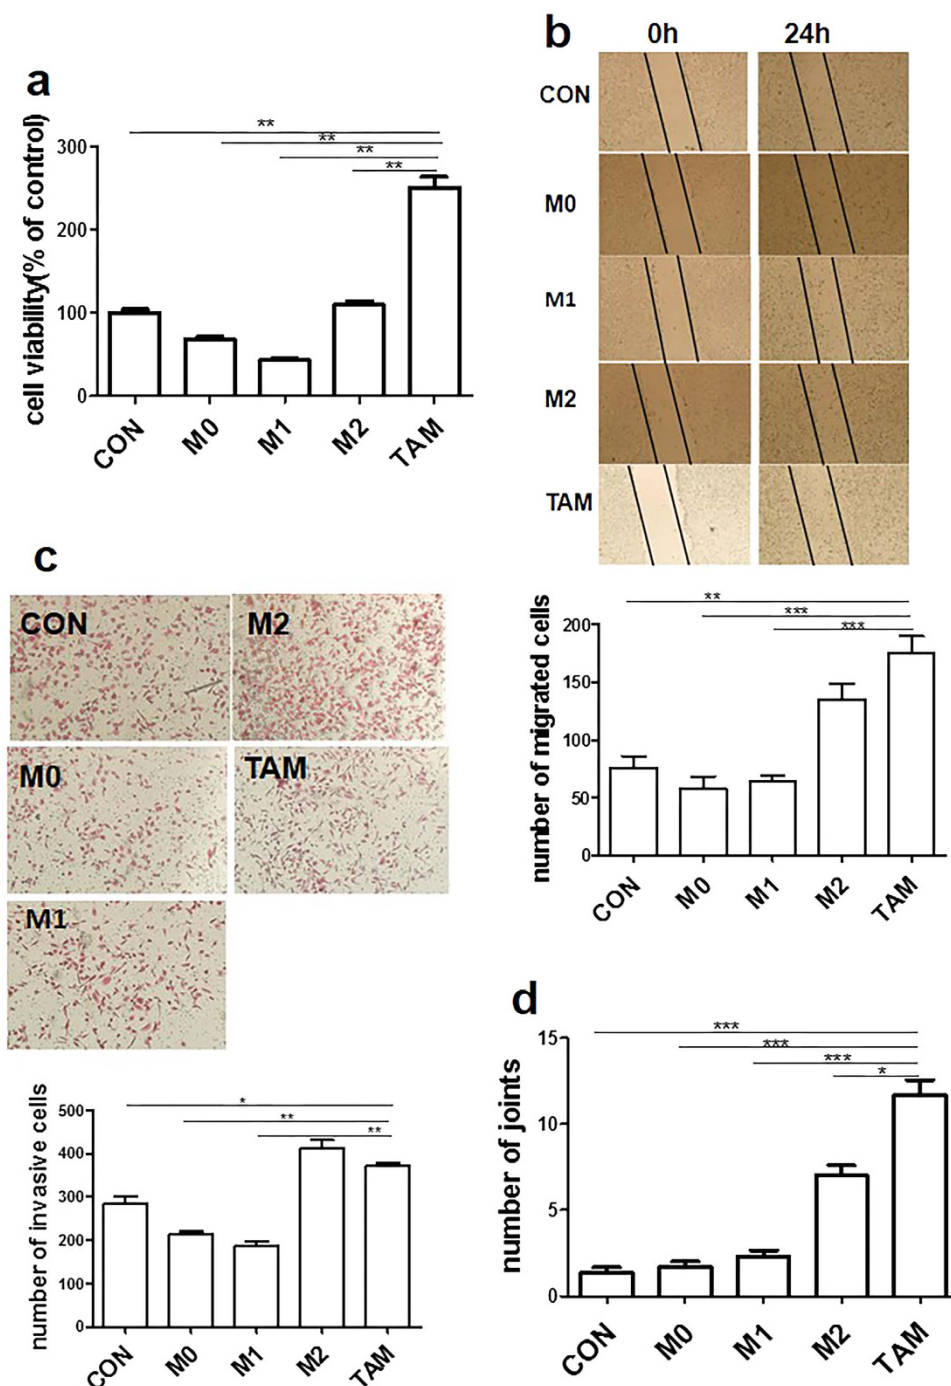 a
cell viability(% of control)
300
200
100
0
**
**
**
**
CON M0 M1 M2 TAM
b
0h 24h
CON
M0
M1
M2
TAM
number of migrated cells
200
150
100
50
0
**
***
***
CON M0 M1 M2 TAM
c
CON M2
M0 TAM
M1
number of invasive cells
500
400
300
200
100
0
*
**
**
CON M0 M1 M2 TAM
d
number of joints
15
10
5
0
***
***
***
*
CON M0 M1 M2 TAM